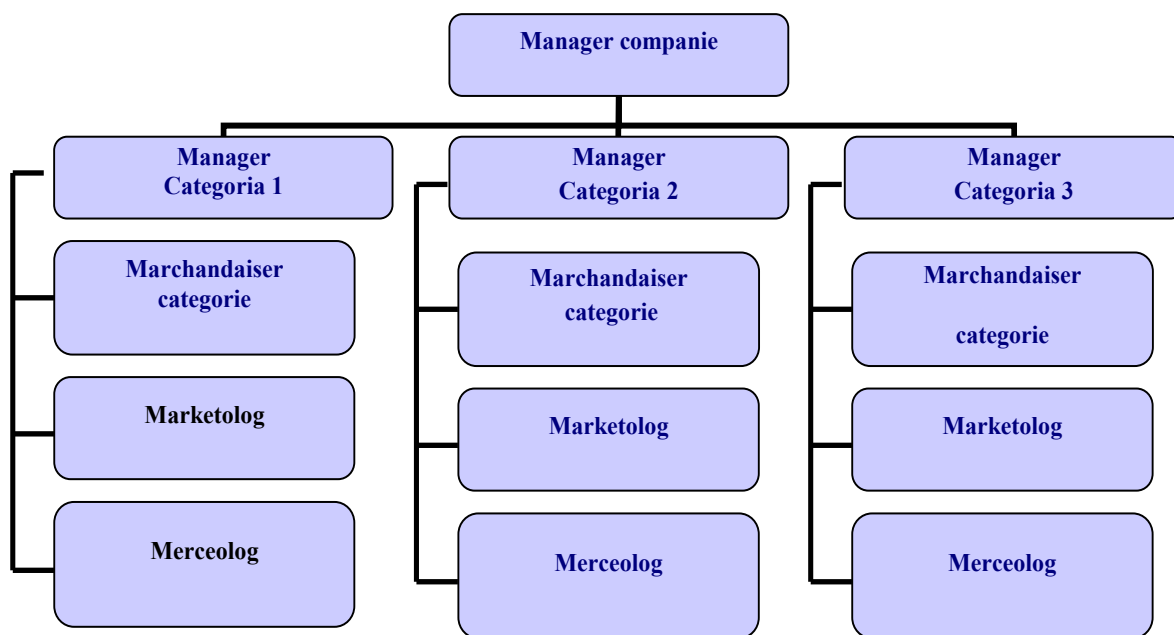 Manager companie
Manager
Categoria 1
Manager
Categoria 2
Manager
Categoria 3
Marchandaiser
categorie
Marchandaiser
categorie
Marchandaiser
categorie
Marketolog
Marketolog
Marketolog
Merceolog
Merceolog
Merceolog